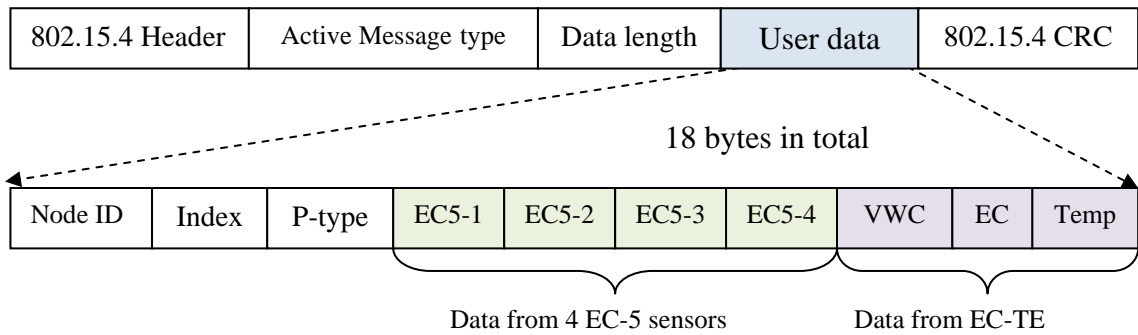 802.15.4 Header Active Message type Data length User data 802.15.4 CRC
18 bytes in total
Node ID Index P-type EC5-1 EC5-2 EC5-3 EC5-4 VWC EC Temp
Data from 4 EC-5 sensors Data from EC-TE